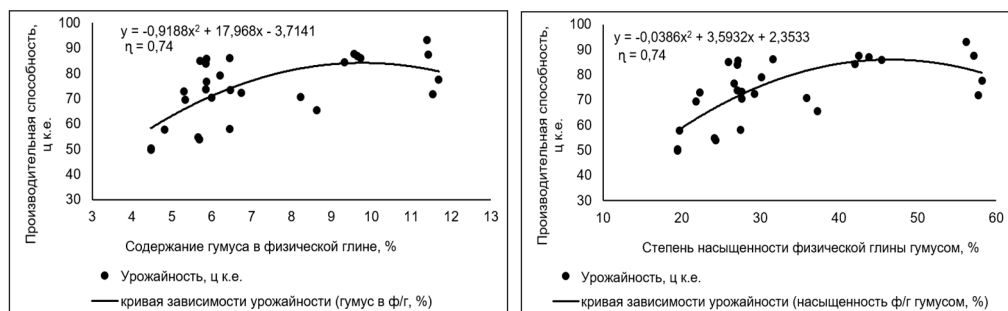 Производительная способность,
ц к.е.
100
90
80
70
60
50
40
30
y = -0,9188x² + 17,968x - 3,7141
η = 0,74
3 4 5 6 7 8 9 10 11 12 13
Содержание гумуса в физической глине, %
Урожайность, ц к.е.
кривая зависимости урожайности (гумус в ф/г, %)
Производительная способность,
ц к.е.
100
90
80
70
60
50
40
30
y = -0,0386x² + 3,5932x + 2,3533
η = 0,74
10 20 30 40 50 60
Степень насыщенности физической глины гумусом, %
Урожайность, ц к.е.
кривая зависимости урожайности (насыщенность ф/г гумусом, %)